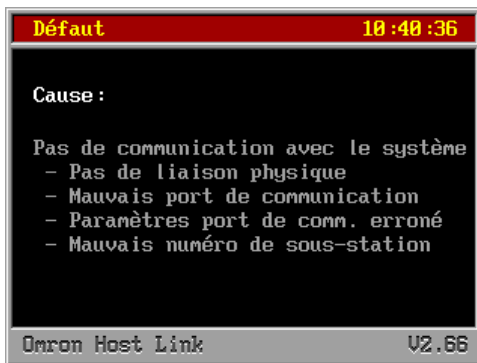 Défaut 10:40:36
Cause:
Pas de communication avec le système
- Pas de liaison physique
- Mauvais port de communication
- Paramètres port de comm. erroné
- Mauvais numéro de sous-station
Omron Host Link V2.66